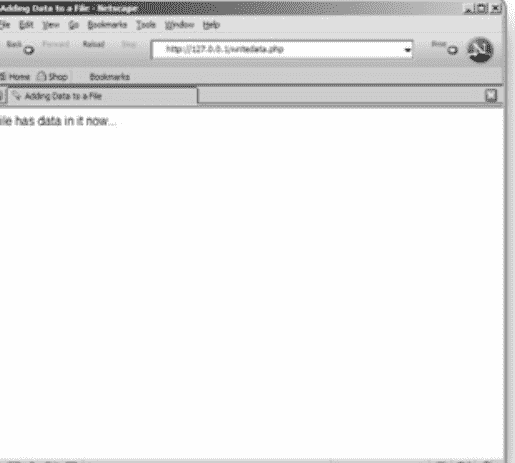 Adding Data to a File - Netscape
File Edit View Go Bookmarks Tools Window Help
Back Forward Reload Stop http://127.0.0.1/writedata.php Print
Home Shop Bookmarks
Adding Data to a File
ile has data in it now...